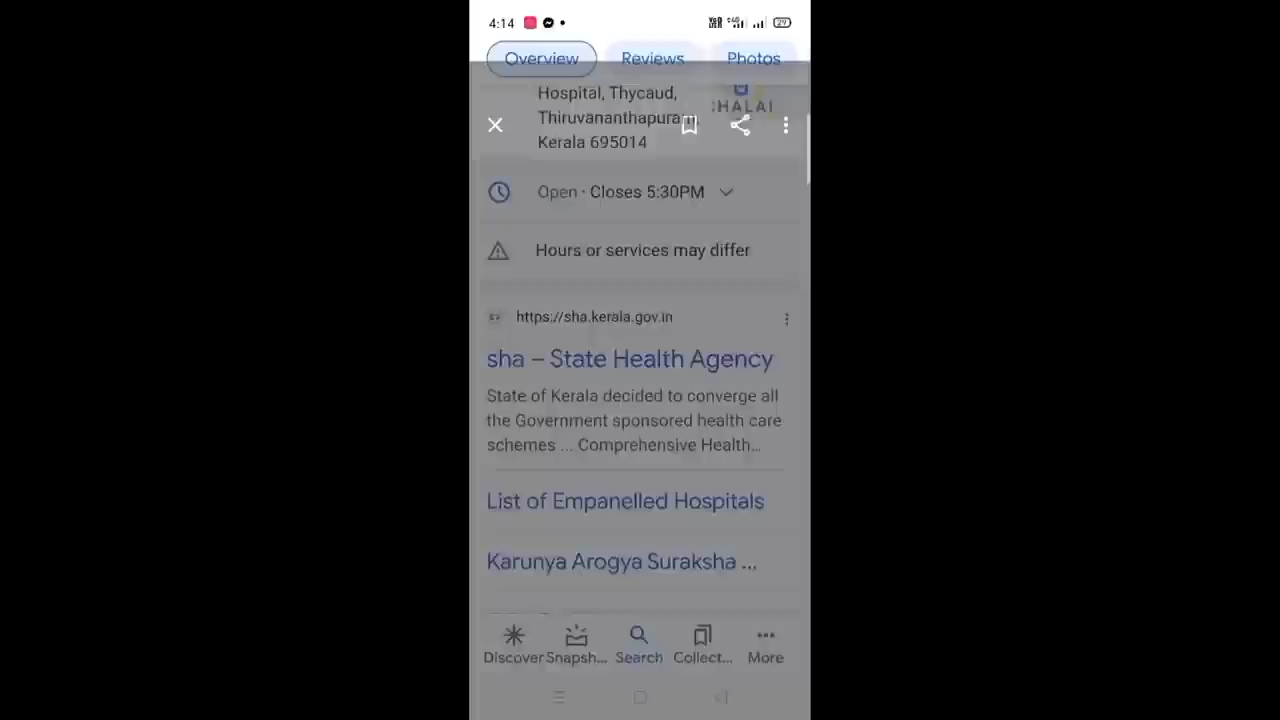 4:14
29
Overview
Reviews
Photos
Hospital, Thycaud,
Thiruvananthapuram,
Kerala 695014
HALAI
Open · Closes 5:30PM
Hours or services may differ
https://sha.kerala.gov.in
sha – State Health Agency
State of Kerala decided to converge all
the Government sponsored health care
schemes ... Comprehensive Health...
List of Empanelled Hospitals
Karunya Arogya Suraksha ...
Discover
Snapsh...
Search
Collect...
More